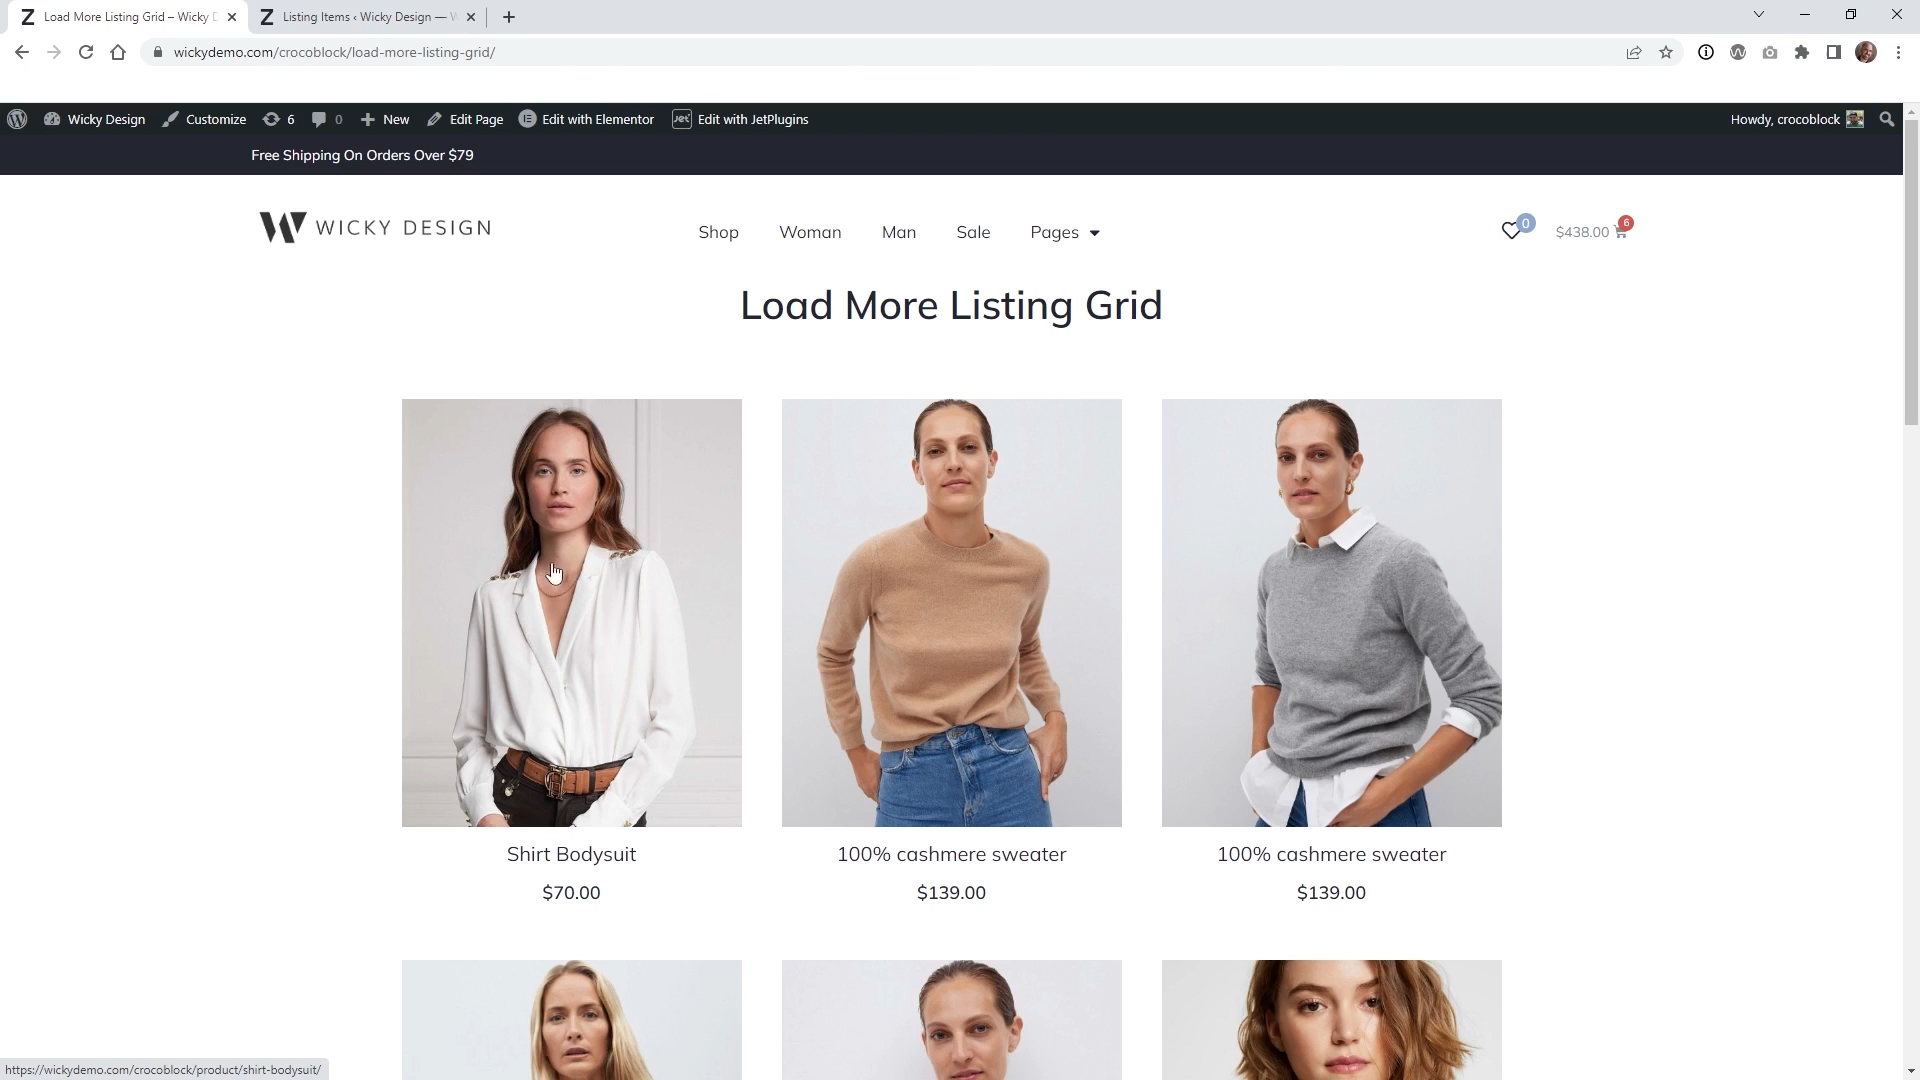 Load More Listing Grid – Wicky D
Listing Items ‹ Wicky Design — W
wickydemo.com/crocoblock/load-more-listing-grid/
Wicky Design
Customize
6
0
New
Edit Page
Edit with Elementor
Jet
Edit with JetPlugins
Howdy, crocoblock
Free Shipping On Orders Over $79
WICKY DESIGN
Shop
Woman
Man
Sale
Pages
0
$438.00
6
Load More Listing Grid
Shirt Bodysuit
100% cashmere sweater
100% cashmere sweater
$70.00
$139.00
$139.00
https://wickydemo.com/crocoblock/product/shirt-bodysuit/